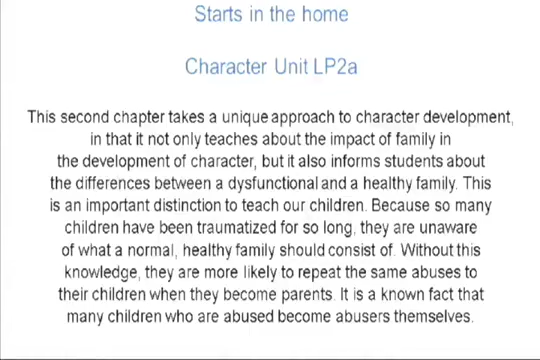 Starts in the home
Character Unit LP2a
This second chapter takes a unique approach to character development,
in that it not only teaches about the impact of family in
the development of character, but it also informs students about
the differences between a dysfunctional and a healthy family. This
is an important distinction to teach our children. Because so many
children have been traumatized for so long, they are unaware
of what a normal, healthy family should consist of. Without this
knowledge, they are more likely to repeat the same abuses to
their children when they become parents. It is a known fact that
many children who are abused become abusers themselves.